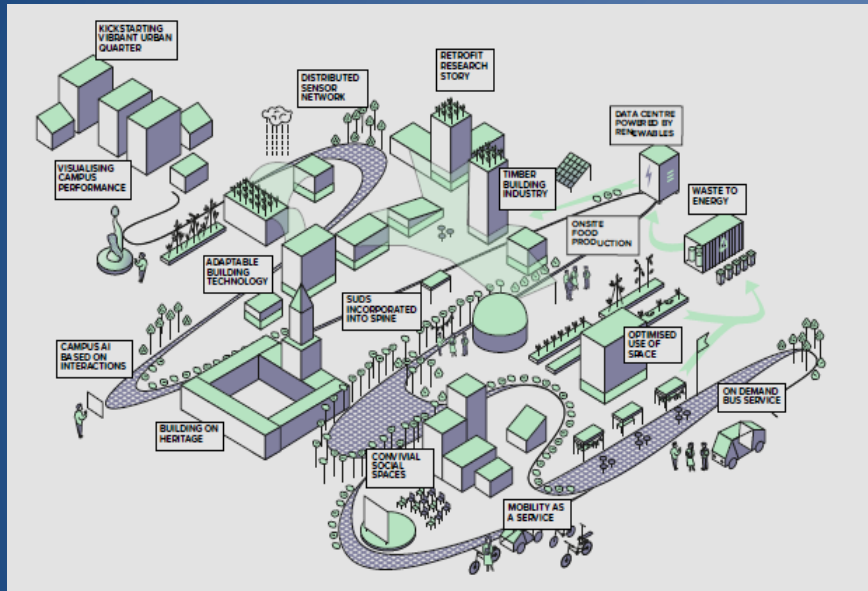 KICKSTARTING
VIBRANT URBAN
QUARTER
DISTRIBUTED
SENSOR
NETWORK
RETROFIT
RESEARCH
STORY
DATA CENTRE
POWERED BY
RENEWABLES
VISUALISING
CAMPUS
PERFORMANCE
TIMBER
BUILDING
INDUSTRY
WASTE TO
ENERGY
ONSITE
FOOD
PRODUCTION
ADAPTABLE
BUILDING
TECHNOLOGY
SUDS
INCORPORATED
INTO SPINE
CAMPUS AI
BASED ON
INTERACTIONS
OPTIMISED
USE OF
SPACE
ON DEMAND
BUS SERVICE
BUILDING ON
HERITAGE
CONVIVIAL
SOCIAL
SPACES
MOBILITY AS
A SERVICE